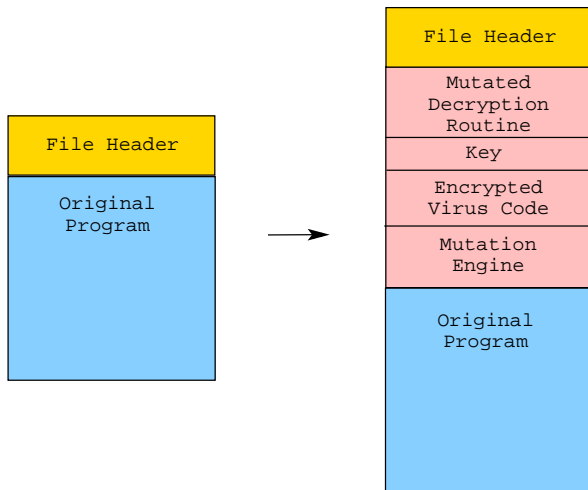 File Header
Original
Program
File Header
Mutated
Decryption
Routine
Key
Encrypted
Virus Code
Mutation
Engine
Original
Program